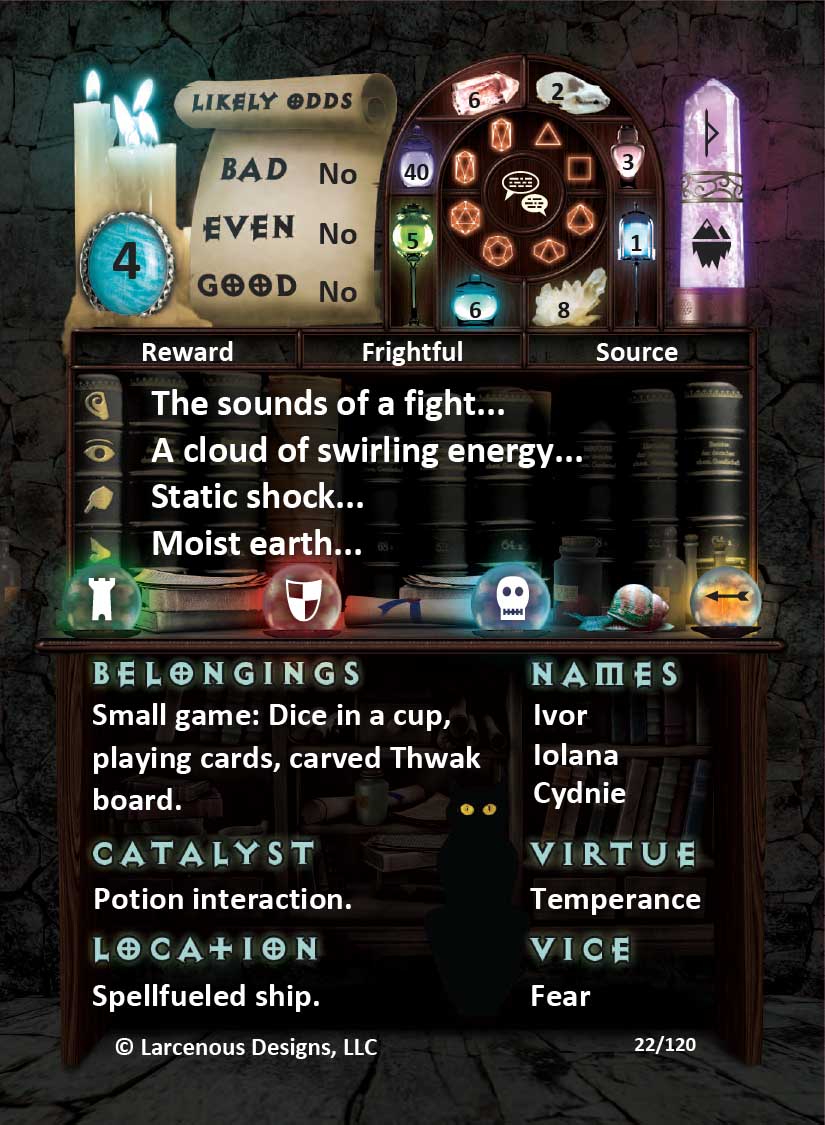 LIKELY ODDS
BAD No
EVEN No
GOOD No
4
6
2
40
3
5
1
6
8
Reward Frightful Source
The sounds of a fight...
A cloud of swirling energy...
Static shock...
Moist earth...
BELONGINGS
Small game: Dice in a cup,
playing cards, carved Thwak
board.
NAMES
Ivor
Iolana
Cydnie
CATALYST
Potion interaction.
VIRTUE
Temperance
LOCATION
Spellfueled ship.
VICE
Fear
© Larcenous Designs, LLC
22/120